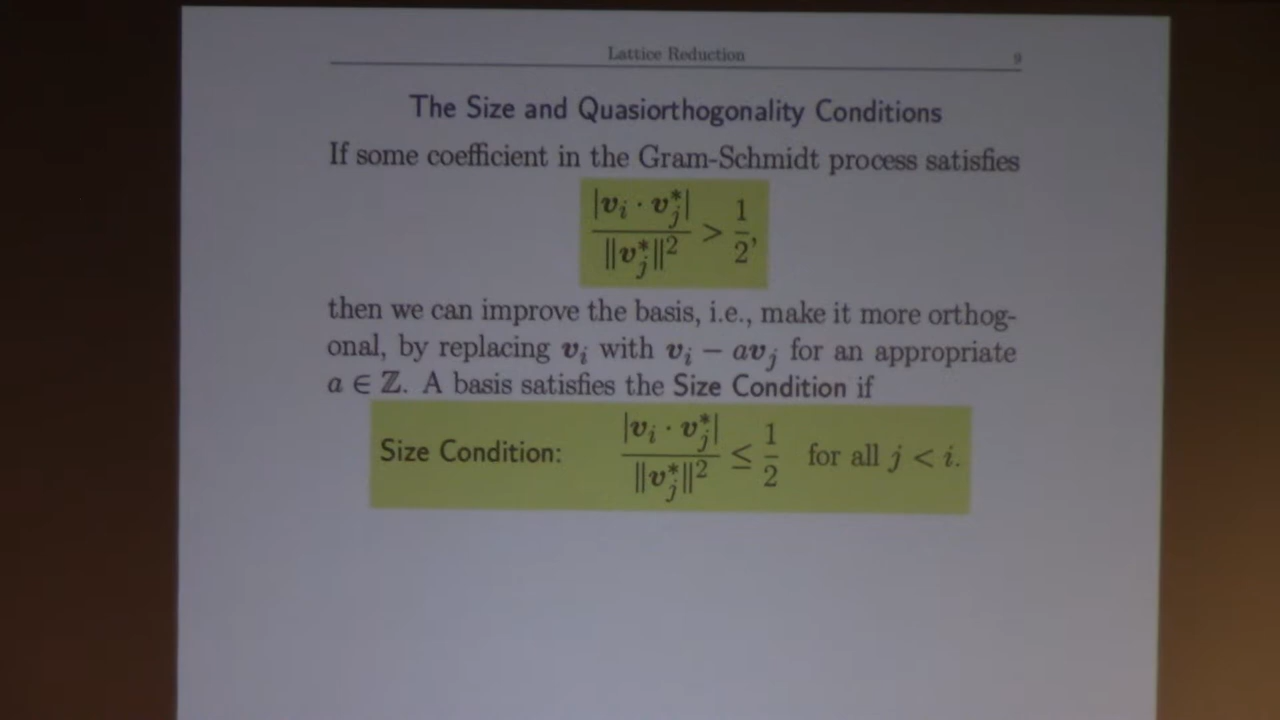 Lattice Reduction 9
The Size and Quasiorthogonality Conditions
If some coefficient in the Gram-Schmidt process satisfies
|v_i · v_j^*| / ‖v_j^*‖^2 > 1/2,
then we can improve the basis, i.e., make it more orthog-
onal, by replacing v_i with v_i − av_j for an appropriate
a ∈ ℤ. A basis satisfies the Size Condition if
Size Condition: |v_i · v_j^*| / ‖v_j^*‖^2 ≤ 1/2 for all j < i.